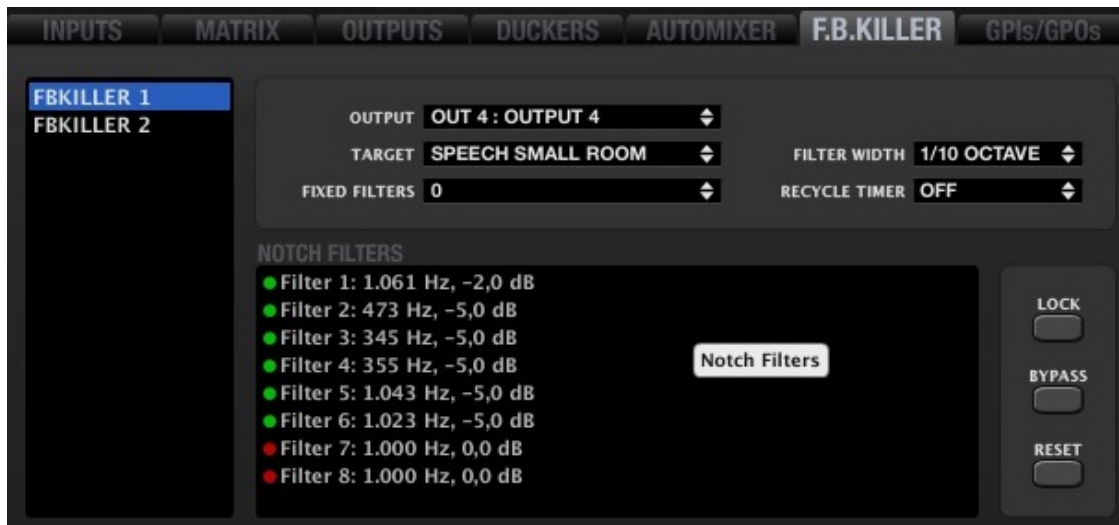 INPUTS MATRIX OUTPUTS DUCKERS AUTOMIXER F.B.KILLER GPIs/GPOs
FBKILLER 1
FBKILLER 2
OUTPUT OUT 4 : OUTPUT 4
TARGET SPEECH SMALL ROOM FILTER WIDTH 1/10 OCTAVE
FIXED FILTERS 0 RECYCLE TIMER OFF
NOTCH FILTERS
Filter 1: 1.061 Hz, -2,0 dB
Filter 2: 473 Hz, -5,0 dB
Filter 3: 345 Hz, -5,0 dB
Filter 4: 355 Hz, -5,0 dB
Filter 5: 1.043 Hz, -5,0 dB
Filter 6: 1.023 Hz, -5,0 dB
Filter 7: 1.000 Hz, 0,0 dB
Filter 8: 1.000 Hz, 0,0 dB
Notch Filters
LOCK
BYPASS
RESET